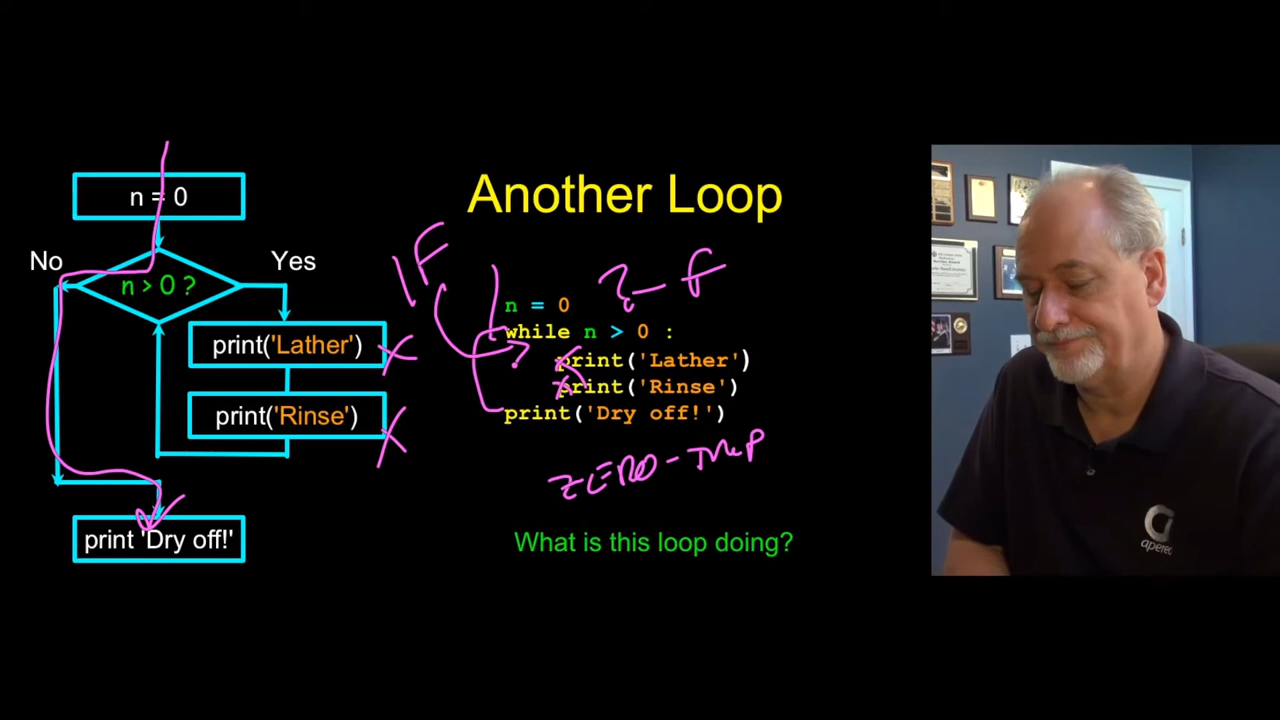 Another Loop
n = 0
No
Yes
n > 0 ?
print('Lather')
print('Rinse')
print 'Dry off!'
IF
n = 0
while n > 0 :
print('Lather')
print('Rinse')
print('Dry off!')
ZERO-TRIP
What is this loop doing?
apereo